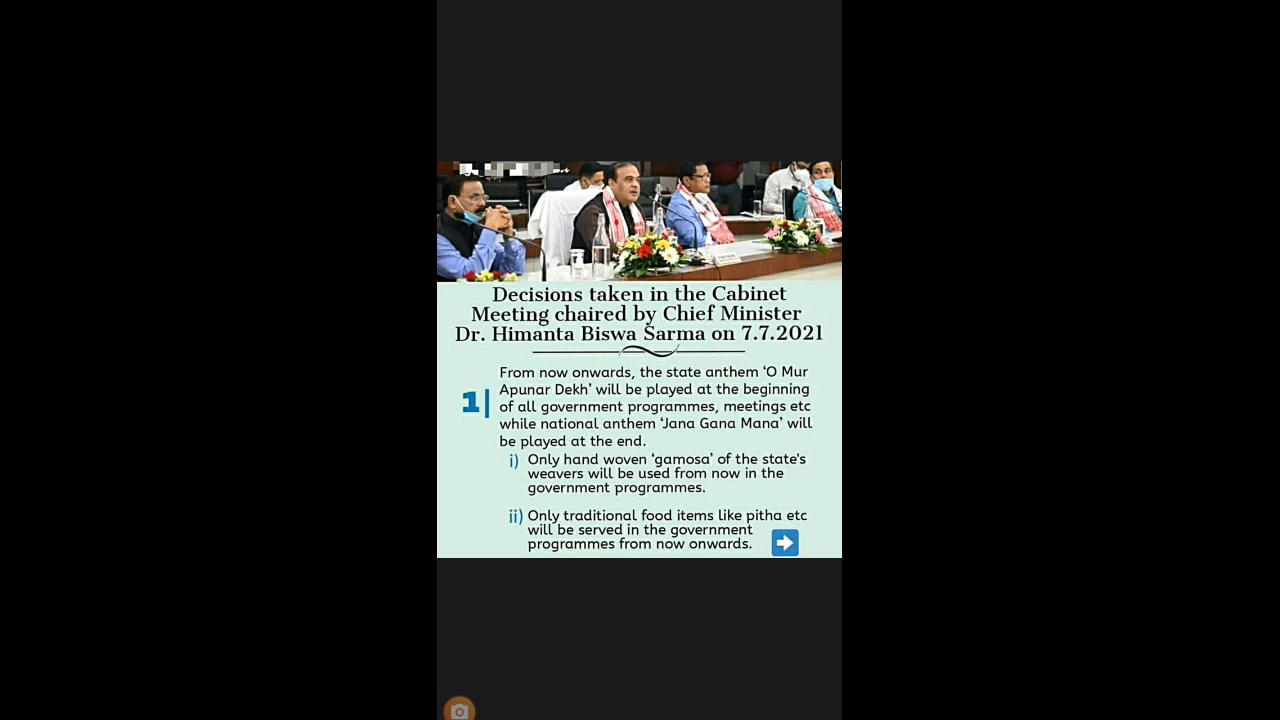 Decisions taken in the Cabinet
Meeting chaired by Chief Minister
Dr. Himanta Biswa Sarma on 7.7.2021
1
From now onwards, the state anthem ‘O Mur
Apunar Dekh’ will be played at the beginning
of all government programmes, meetings etc
while national anthem ‘Jana Gana Mana’ will
be played at the end.
i) Only hand woven ‘gamosa’ of the state's
weavers will be used from now in the
government programmes.
ii) Only traditional food items like pitha etc
will be served in the government
programmes from now onwards.